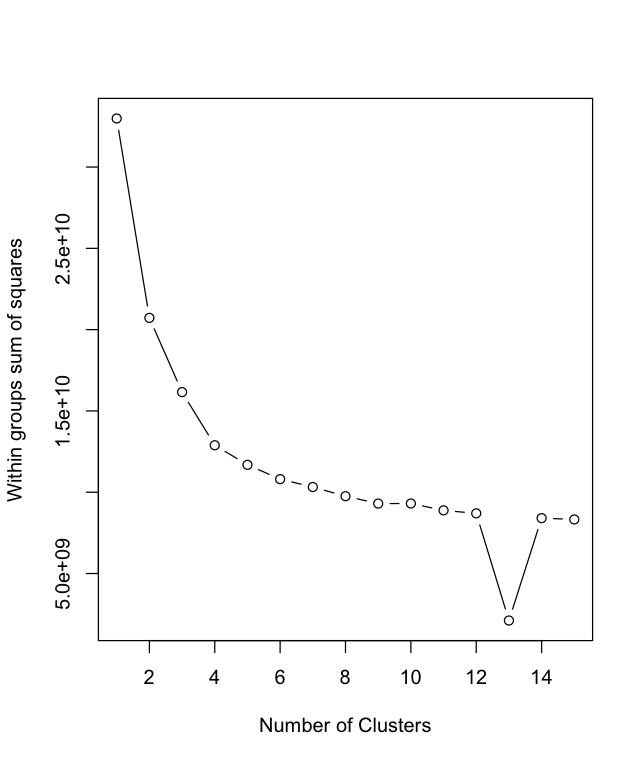 Within groups sum of squares
2.5e+10
1.5e+10
5.0e+09
2 4 6 8 10 12 14
Number of Clusters